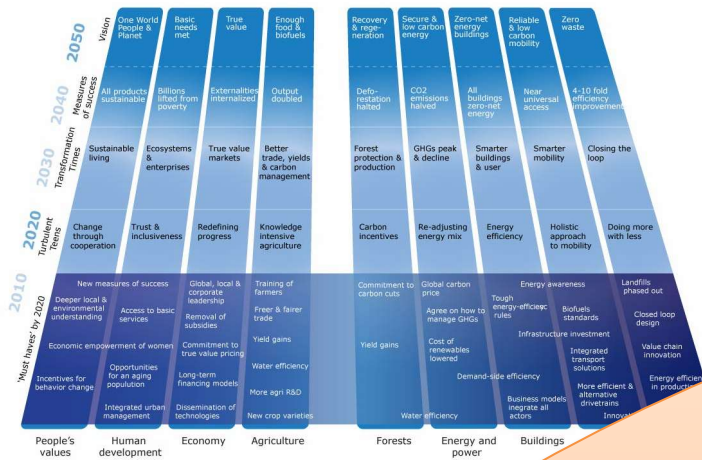 2050
Vision
One World
People &
Planet
Basic
needs
met
True
value
Enough
food &
biofuels
Recovery
& rege-
neration
Secure &
low carbon
energy
Zero-net
energy
buildings
Reliable
& low
carbon
mobility
Zero
waste
2040
Measures
of success
All products
sustainable
Billions
lifted from
poverty
Externalities
internalized
Output
doubled
Defo-
restation
halted
CO2
emissions
halved
All
buildings
zero-net
energy
Near
universal
access
4-10 fold
efficiency
improvement
2030
Transformation
Times
Sustainable
living
Ecosystems
&
enterprises
True value
markets
Better
trade, yields
& carbon
management
Forest
protection &
production
GHGs peak
& decline
Smarter
buildings
& user
Smarter
mobility
Closing the
loop
2020
Turbulent
Teens
Change
through
cooperation
Trust &
inclusiveness
Redefining
progress
Knowledge
intensive
agriculture
Carbon
incentives
Re-adjusting
energy mix
Energy
efficiency
Holistic
approach
to mobility
Doing more
with less
2010
'Must haves' by 2020
New measures of success
Deeper local &
environmental
understanding
Access to basic
services
Economic empowerment of women
Incentives for
behavior change
Opportunities
for an aging
population
Integrated urban
management
Global, local &
corporate
leadership
Removal of
subsidies
Commitment to
true value pricing
Long-term
financing models
Dissemination of
technologies
Training of
farmers
Freer & fairer
trade
Yield gains
Water efficiency
More agri R&D
New crop varieties
Commitment to
carbon cuts
Yield gains
Water efficiency
Global carbon
price
Agree on how to
manage GHGs
Cost of
renewables
lowered
Demand-side efficiency
Energy awareness
Tough
energy-efficiency
rules
Infrastructure investment
Business models
inegrate all
actors
Biofuels
standards
Integrated
transport
solutions
More efficient &
alternative
drivetrains
Landfills
phased out
Closed loop
design
Value chain
innovation
Energy efficien
in production
Innovat
People's
values
Human
development
Economy
Agriculture
Forests
Energy and
power
Buildings